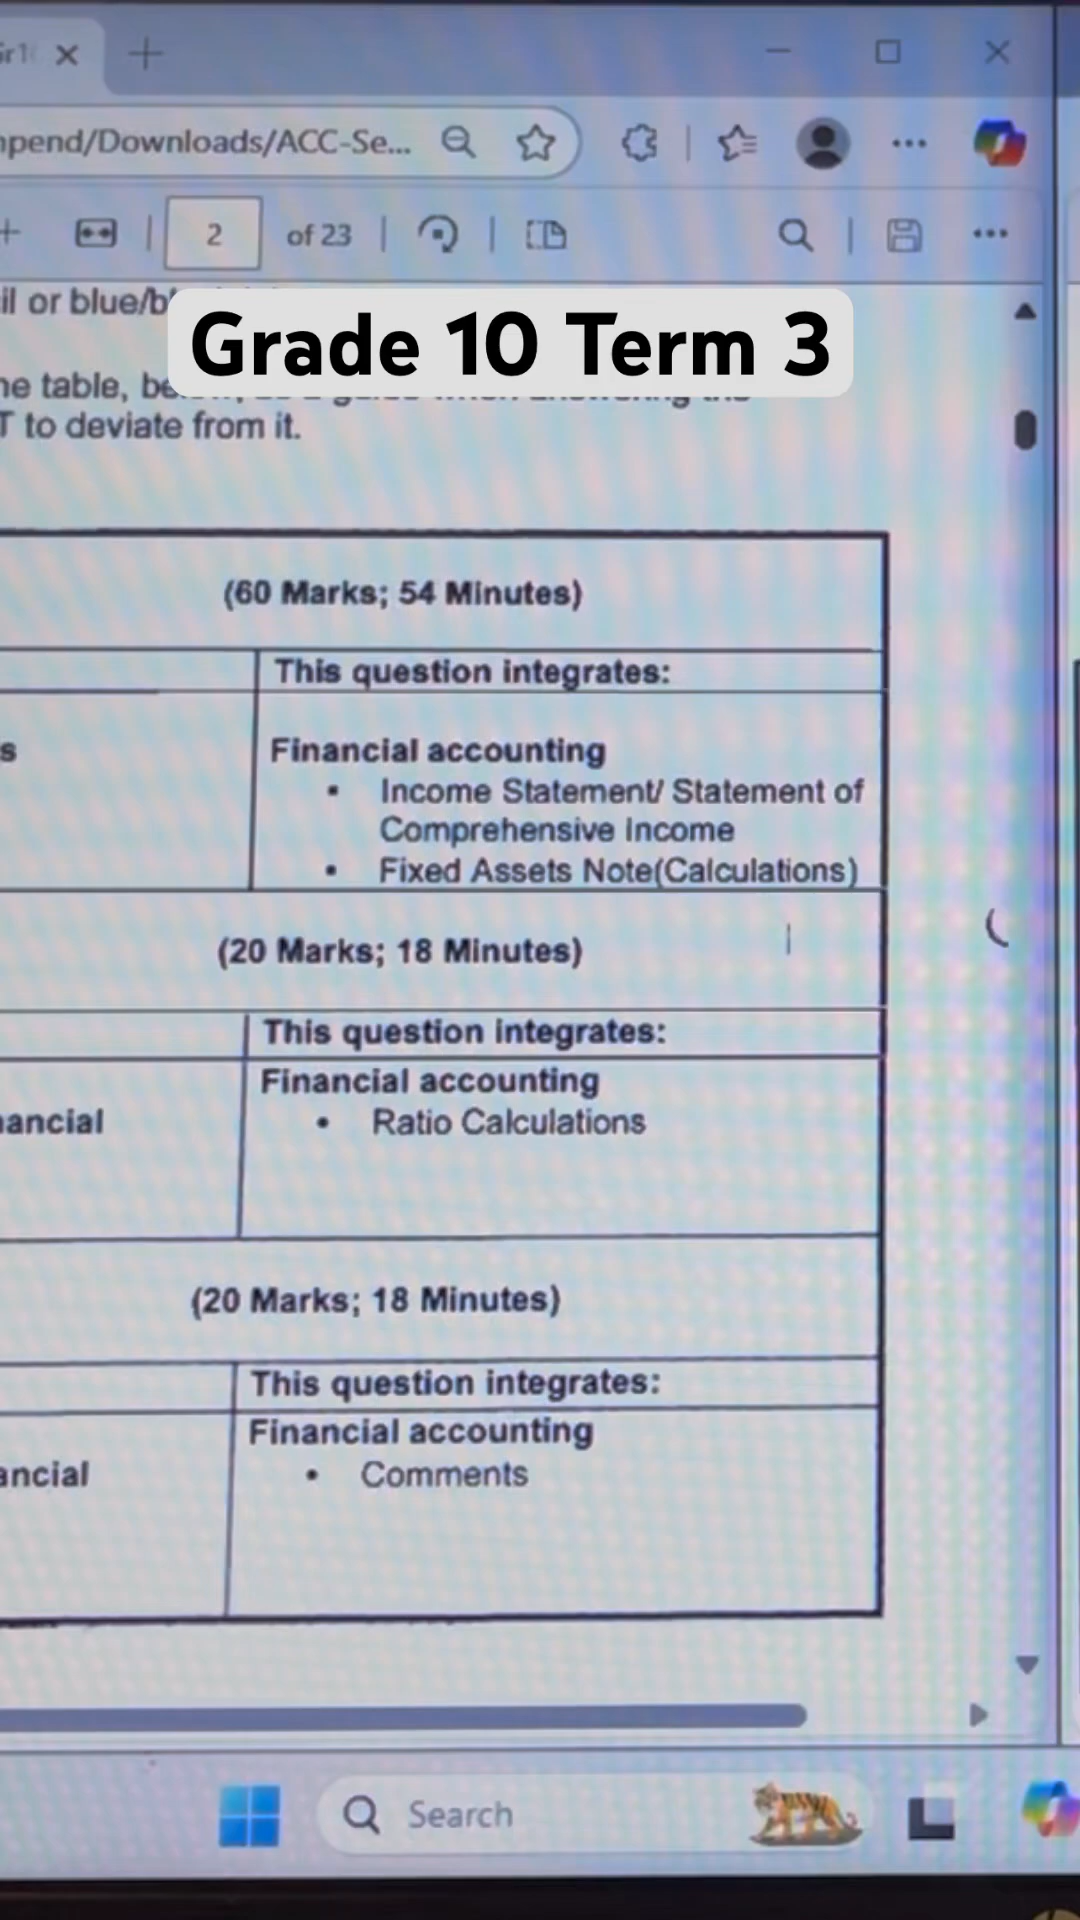 2 of 23
npend/Downloads/ACC-Se...
il or blue/b
Grade 10 Term 3
ne table, be
T to deviate from it.
(60 Marks; 54 Minutes)
This question integrates:
s
Financial accounting
• Income Statement/ Statement of
Comprehensive Income
• Fixed Assets Note(Calculations)
(20 Marks; 18 Minutes)
This question integrates:
Financial accounting
nancial
• Ratio Calculations
(20 Marks; 18 Minutes)
This question integrates:
Financial accounting
ancial
• Comments
Search